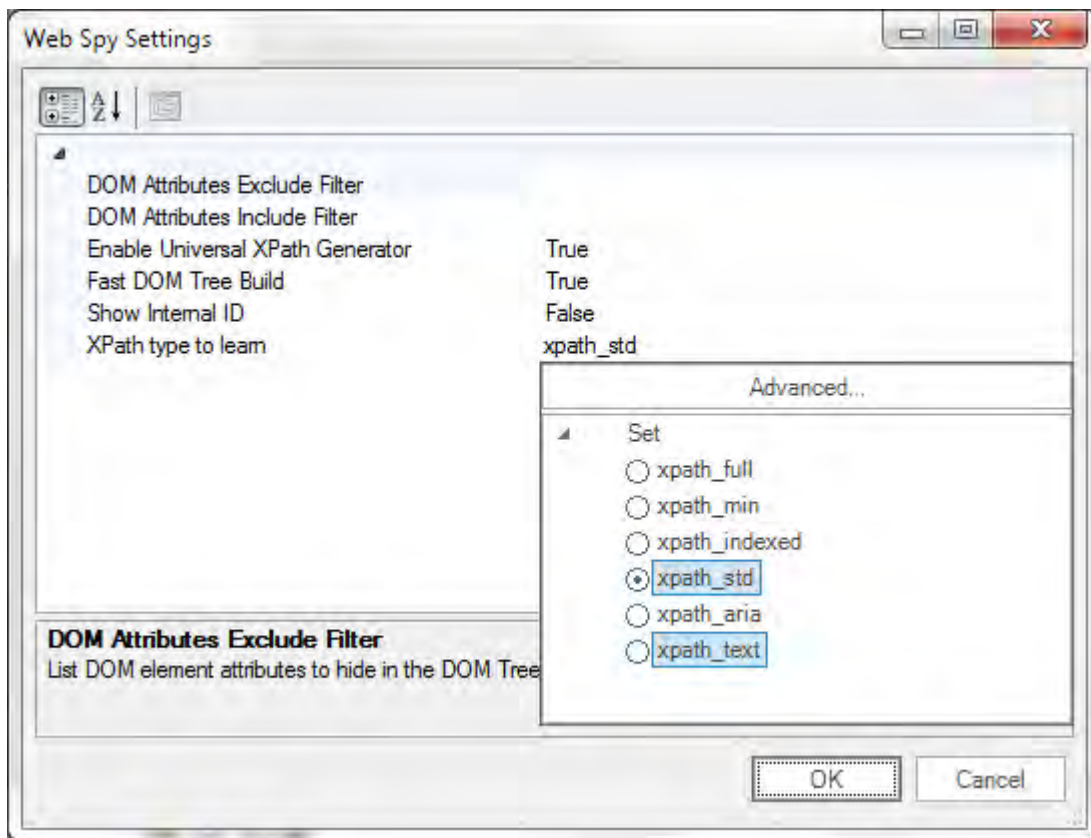 Web Spy Settings
DOM Attributes Exclude Filter
DOM Attributes Include Filter
Enable Universal XPath Generator True
Fast DOM Tree Build True
Show Internal ID False
XPath type to learn xpath_std
Advanced...
Set
xpath_full
xpath_min
xpath_indexed
xpath_std
xpath_aria
xpath_text
DOM Attributes Exclude Filter
List DOM element attributes to hide in the DOM Tree
OK Cancel